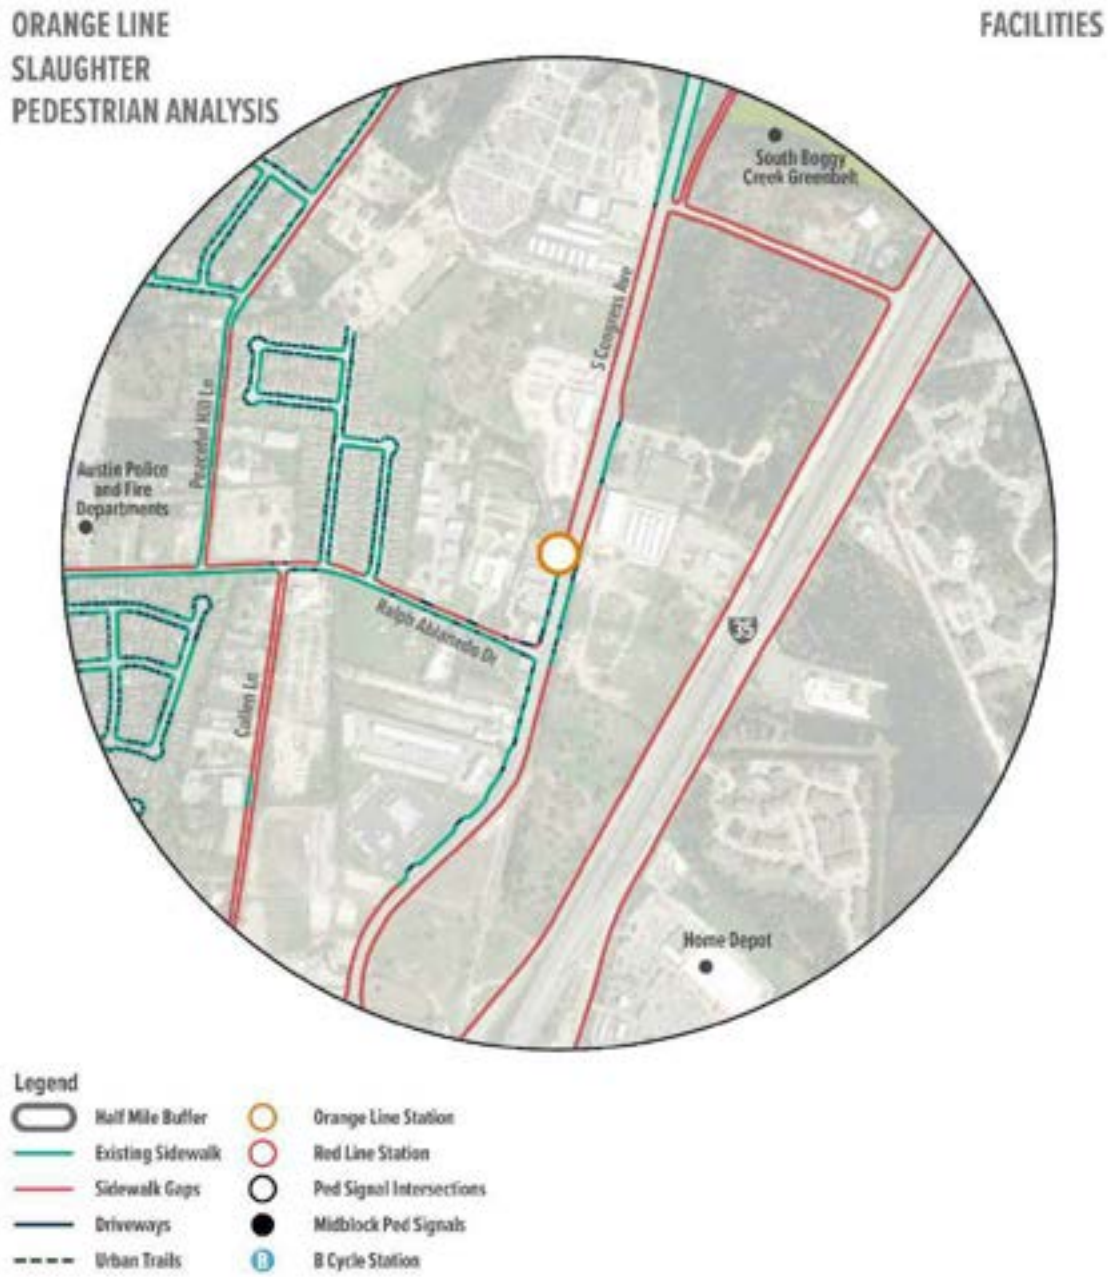 ORANGE LINE
SLAUGHTER
PEDESTRIAN ANALYSIS
FACILITIES
South Boggy
Creek Greenbelt
S Congress Ave
Peaceful Hill Ln
Austin Police
and Fire
Departments
Ralph Ablanedo Dr
35
Cullen Ln
Home Depot
Legend
Half Mile Buffer
Orange Line Station
Existing Sidewalk
Red Line Station
Sidewalk Gaps
Ped Signal Intersections
Driveways
Midblock Ped Signals
Urban Trails
B
B Cycle Station